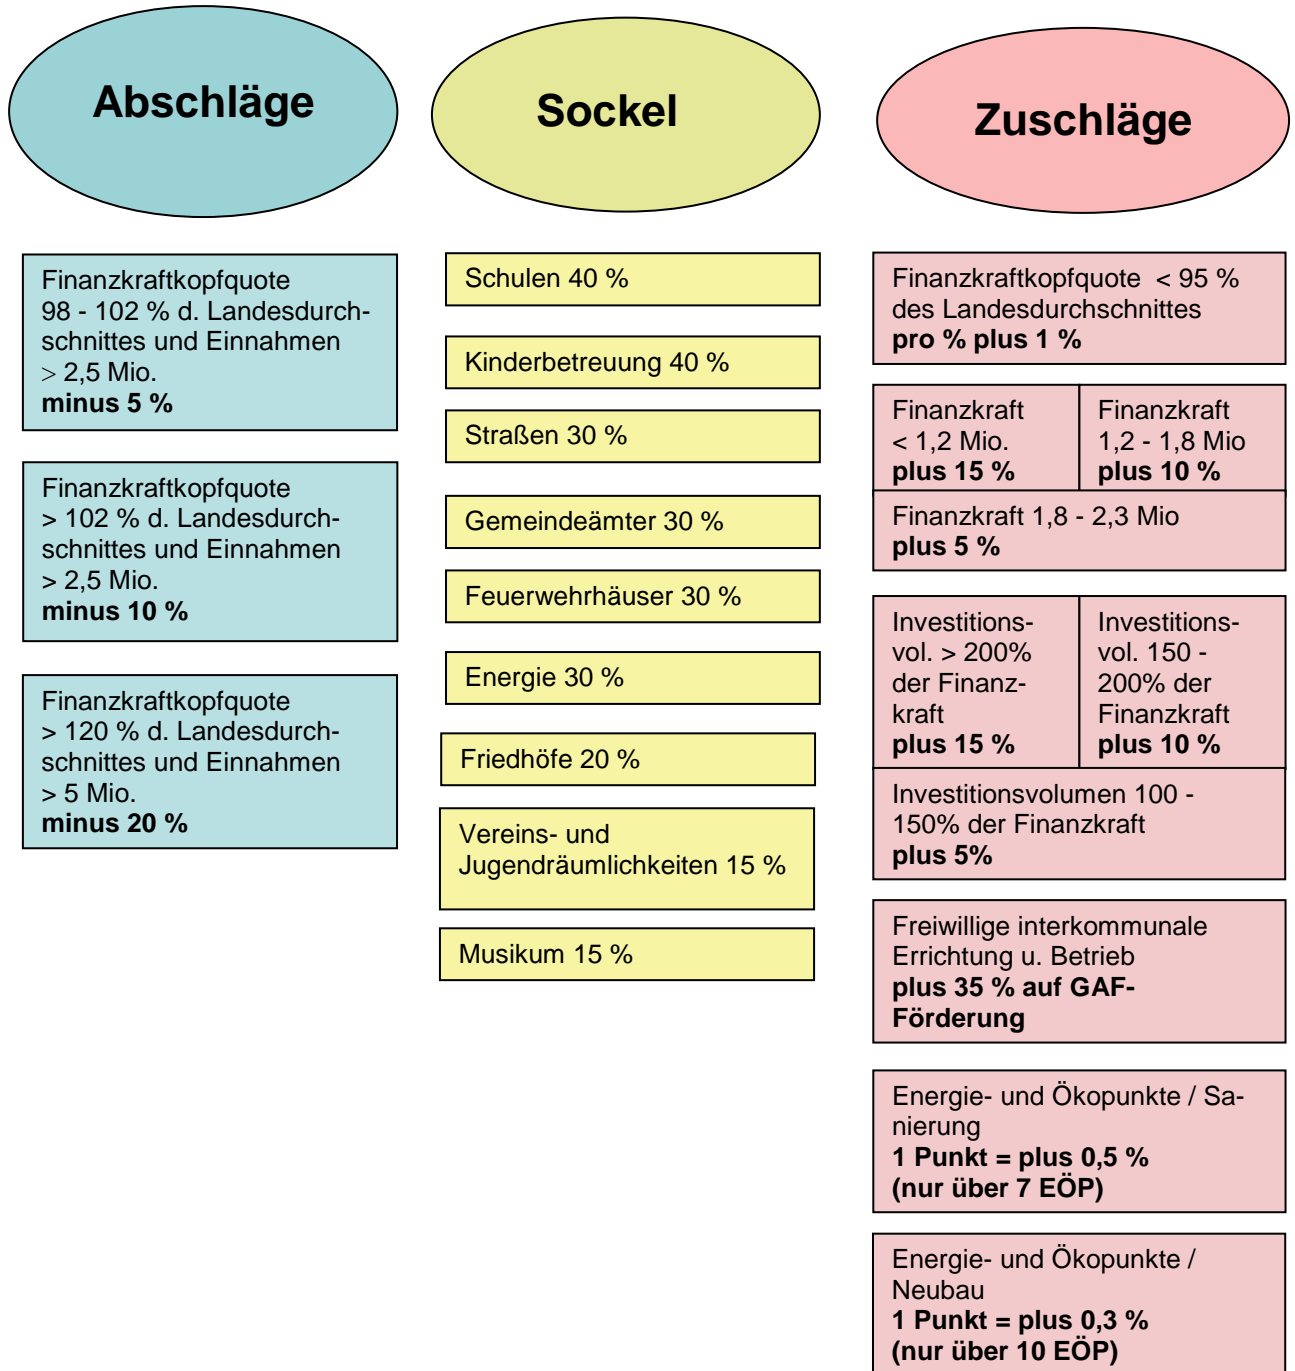 Abschläge
Finanzkraftkopfquote
98 - 102 % d. Landesdurch-
schnittes und Einnahmen
> 2,5 Mio.
minus 5 %
Finanzkraftkopfquote
> 102 % d. Landesdurch-
schnittes und Einnahmen
> 2,5 Mio.
minus 10 %
Finanzkraftkopfquote
> 120 % d. Landesdurch-
schnittes und Einnahmen
> 5 Mio.
minus 20 %
Sockel
Schulen 40 %
Kinderbetreuung 40 %
Straßen 30 %
Gemeindeämter 30 %
Feuerwehrhäuser 30 %
Energie 30 %
Friedhöfe 20 %
Vereins- und
Jugendräumlichkeiten 15 %
Musikum 15 %
Zuschläge
Finanzkraftkopfquote < 95 %
des Landesdurchschnittes
pro % plus 1 %
Finanzkraft
< 1,2 Mio.
plus 15 %
Finanzkraft
1,2 - 1,8 Mio
plus 10 %
Finanzkraft 1,8 - 2,3 Mio
plus 5 %
Investitions-
vol. > 200%
der Finanz-
kraft
plus 15 %
Investitions-
vol. 150 -
200% der
Finanzkraft
plus 10 %
Investitionsvolumen 100 -
150% der Finanzkraft
plus 5%
Freiwillige interkommunale
Errichtung u. Betrieb
plus 35 % auf GAF-
Förderung
Energie- und Ökopunkte / Sa-
nierung
1 Punkt = plus 0,5 %
(nur über 7 EÖP)
Energie- und Ökopunkte /
Neubau
1 Punkt = plus 0,3 %
(nur über 10 EÖP)